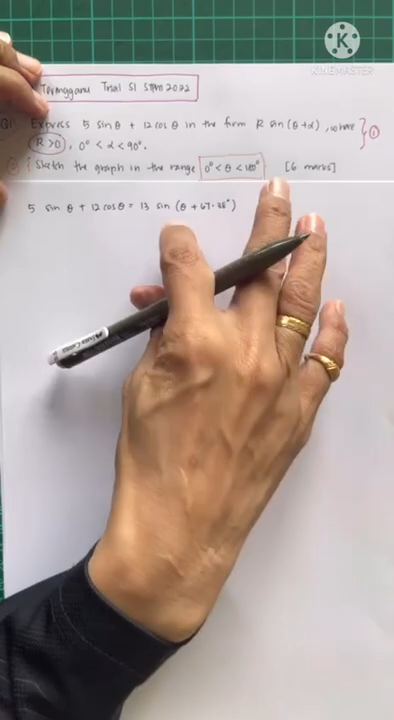 KINEMASTER
Terengganu Trial S1 STPM 2022
Q1. Express 5 sin θ + 12 cos θ in the form R sin (θ+α), where
R>0, 0° < α < 90°. ①
② Sketch the graph in the range 0° < θ < 180° [6 marks]
5 sin θ + 12 cos θ = 13 sin (θ + 67.38°)